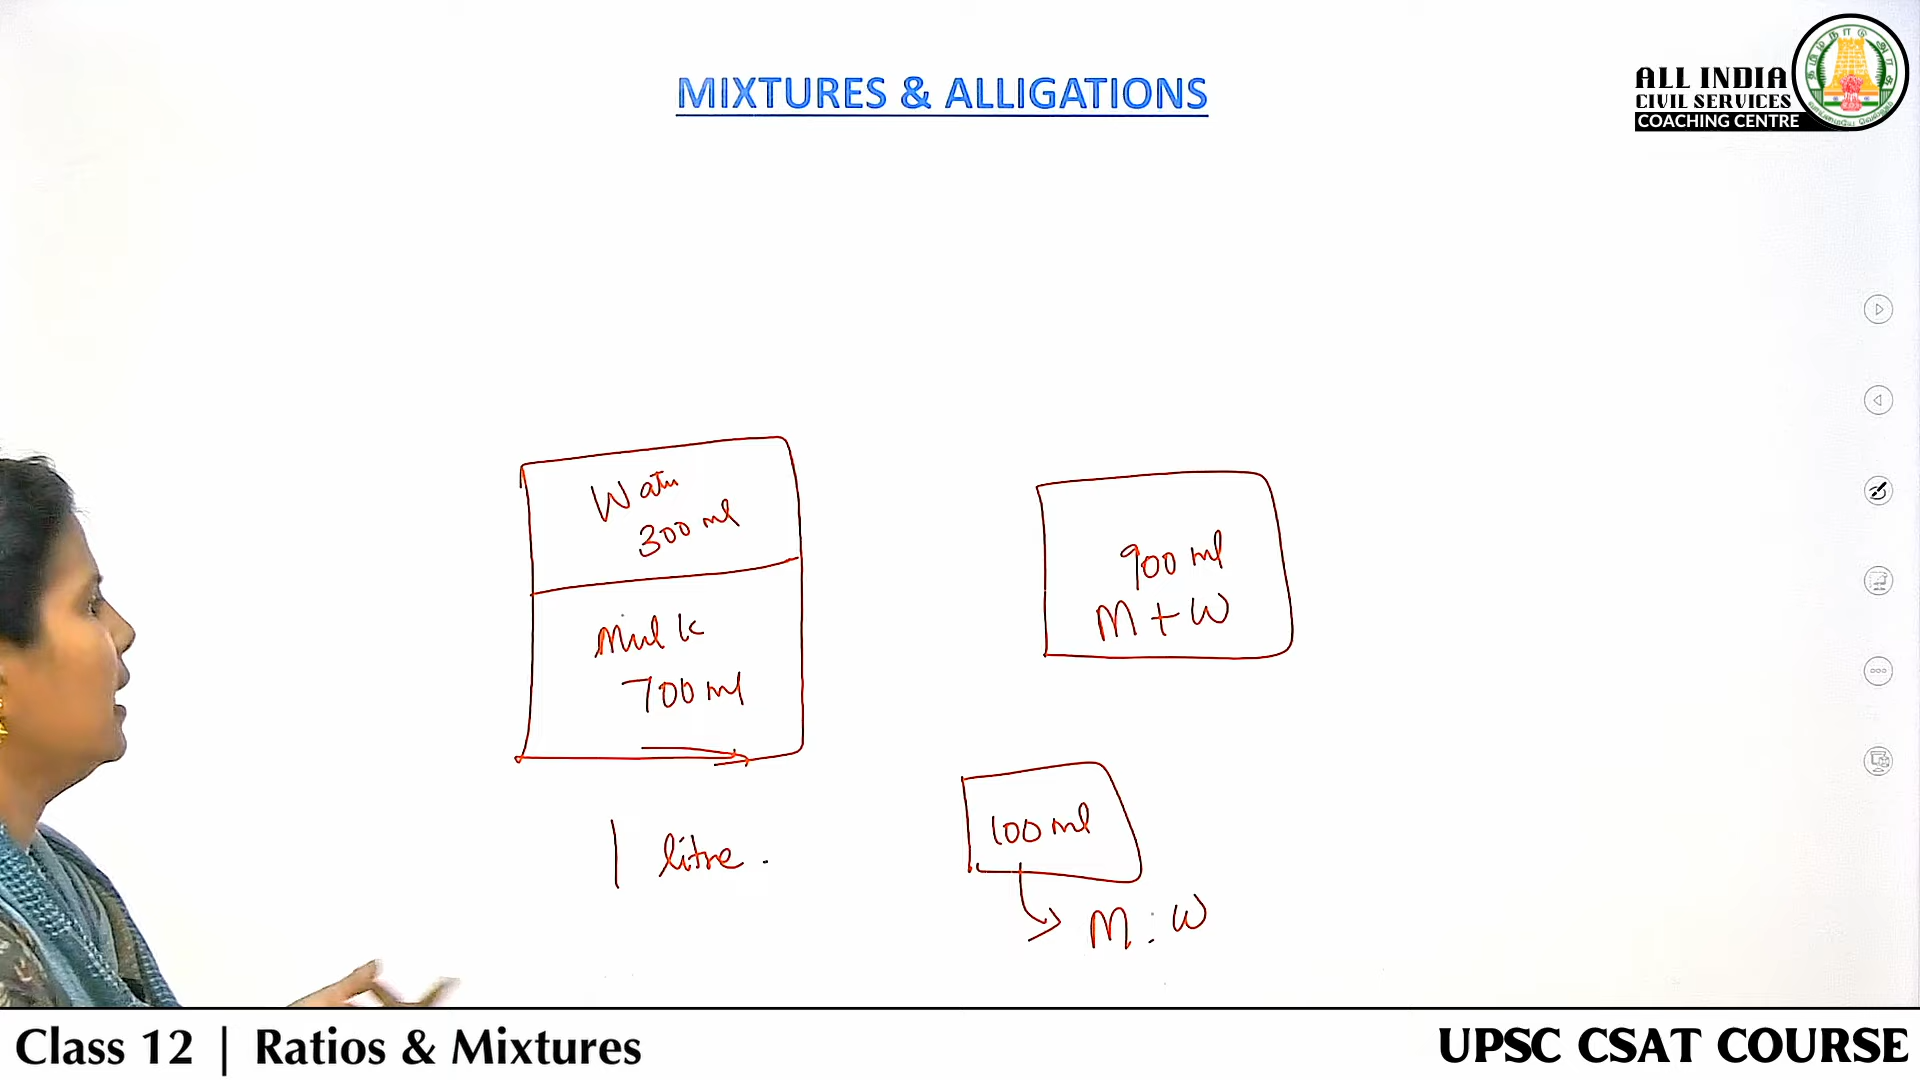 MIXTURES & ALLIGATIONS
ALL INDIA
CIVIL SERVICES
COACHING CENTRE
Water
300 ml
Milk
700 ml
1 litre.
900 ml
M + W
100 ml
M : W
Class 12 | Ratios & Mixtures
UPSC CSAT COURSE